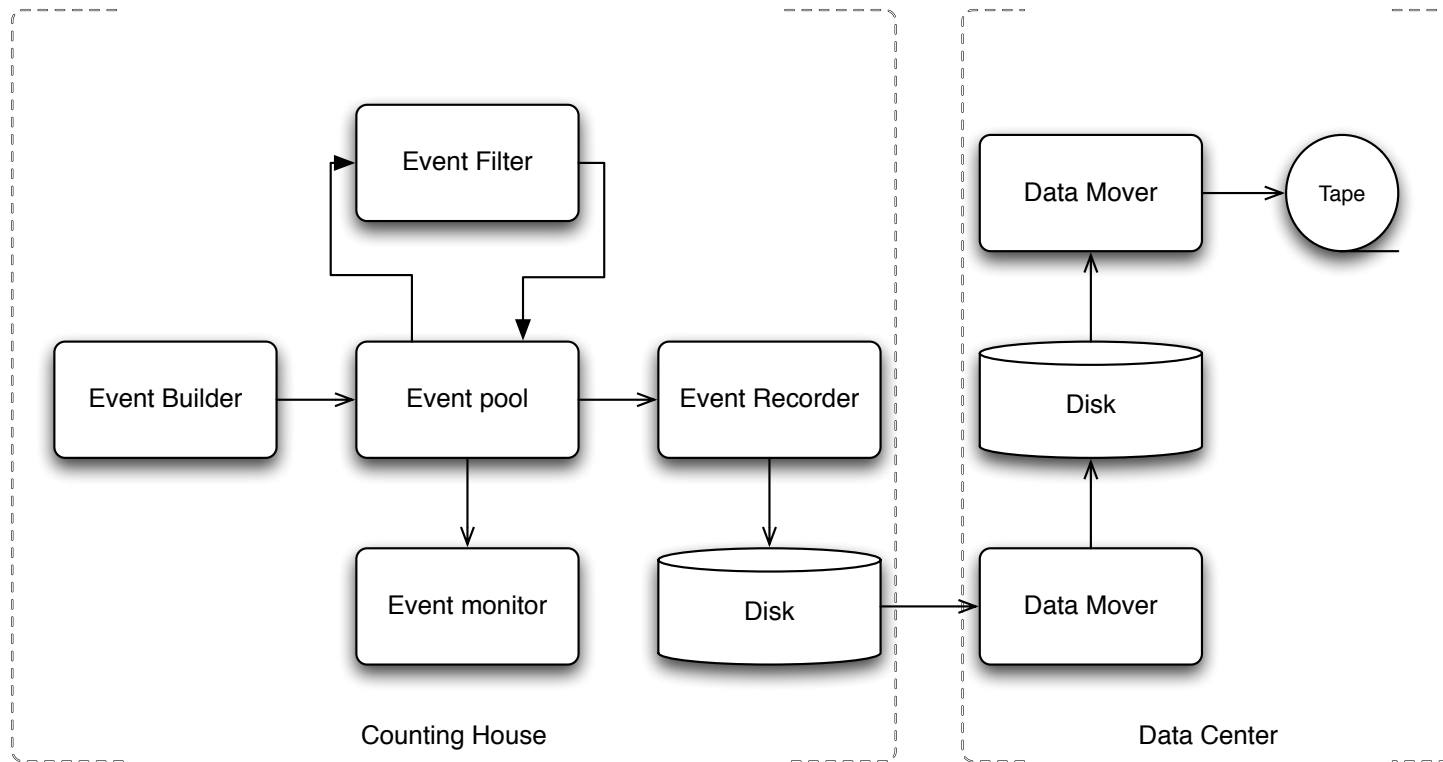 Event Filter
Data Mover
Tape
Event Builder
Event pool
Event Recorder
Disk
Event monitor
Disk
Data Mover
Counting House
Data Center